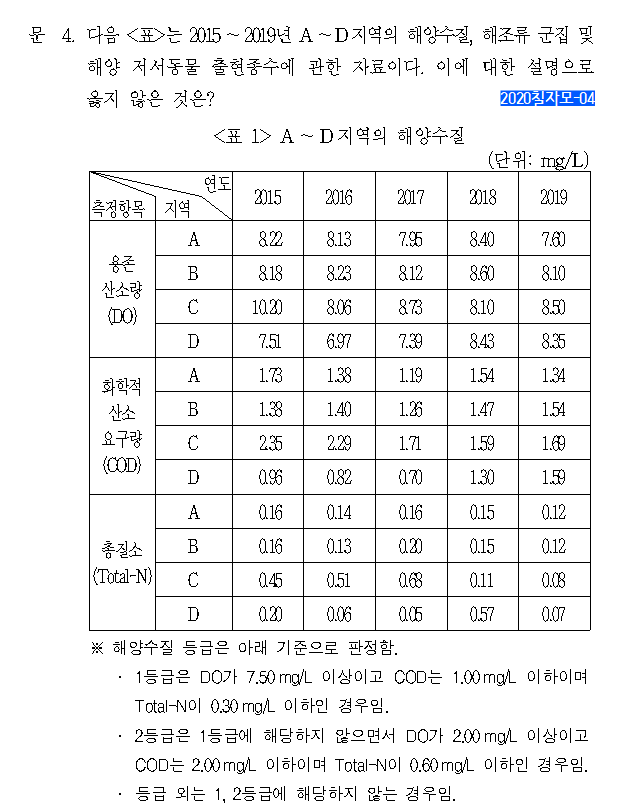 문 4. 다음 <표>는 2015 ~ 2019년 A ~ D지역의 해양수질, 해조류 군집 및
해양 저서동물 출현종수에 관한 자료이다. 이에 대한 설명으로
옳지 않은 것은?
2020칠자모-04
<표 1> A ~ D지역의 해양수질
(단위: mg/L)
측정항목 지역 연도 2015 2016 2017 2018 2019
용존 산소량 (DO) A 8.22 8.13 7.95 8.40 7.60
B 8.18 8.23 8.12 8.60 8.10
C 10.20 8.06 8.73 8.10 8.50
D 7.51 6.97 7.39 8.43 8.35
화학적 산소 요구량 (COD) A 1.73 1.38 1.19 1.54 1.34
B 1.38 1.40 1.26 1.47 1.54
C 2.35 2.29 1.71 1.59 1.69
D 0.96 0.82 0.70 1.30 1.59
총질소 (Total-N) A 0.16 0.14 0.16 0.15 0.12
B 0.16 0.13 0.20 0.15 0.12
C 0.45 0.51 0.68 0.11 0.08
D 0.20 0.06 0.05 0.57 0.07
※ 해양수질 등급은 아래 기준으로 판정함.
· 1등급은 DO가 7.50 mg/L 이상이고 COD는 1.00 mg/L 이하이며
Total-N이 0.30 mg/L 이하인 경우임.
· 2등급은 1등급에 해당하지 않으면서 DO가 2.00 mg/L 이상이고
COD는 2.00 mg/L 이하이며 Total-N이 0.60 mg/L 이하인 경우임.
· 등급 외는 1, 2등급에 해당하지 않는 경우임.